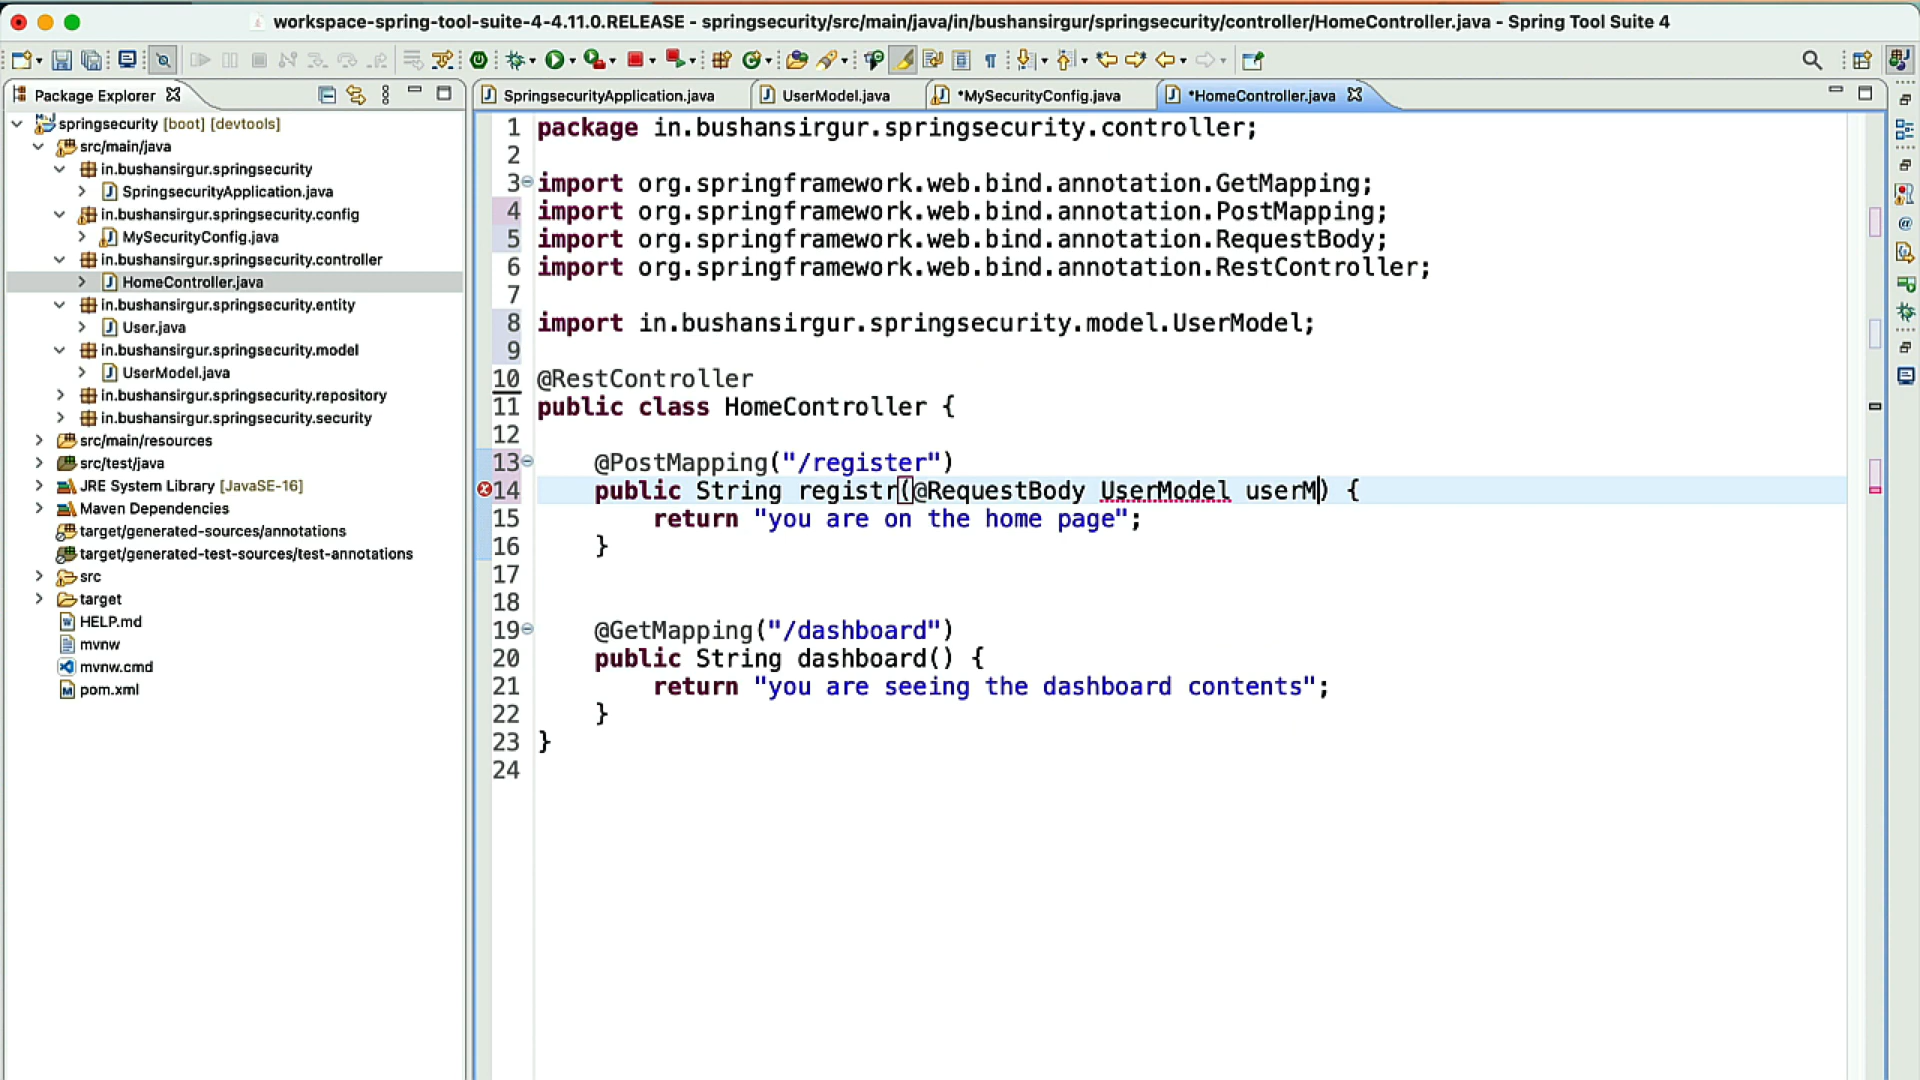 workspace-spring-tool-suite-4-4.11.0.RELEASE - springsecurity/src/main/java/in/bushansirgur/springsecurity/controller/HomeController.java - Spring Tool Suite 4
Package Explorer
springsecurity [boot] [devtools]
src/main/java
in.bushansirgur.springsecurity
SpringsecurityApplication.java
in.bushansirgur.springsecurity.config
MySecurityConfig.java
in.bushansirgur.springsecurity.controller
HomeController.java
in.bushansirgur.springsecurity.entity
User.java
in.bushansirgur.springsecurity.model
UserModel.java
in.bushansirgur.springsecurity.repository
in.bushansirgur.springsecurity.security
src/main/resources
src/test/java
JRE System Library [JavaSE-16]
Maven Dependencies
target/generated-sources/annotations
target/generated-test-sources/test-annotations
src
target
HELP.md
mvnw
mvnw.cmd
pom.xml
SpringsecurityApplication.java UserModel.java *MySecurityConfig.java *HomeController.java
1 package in.bushansirgur.springsecurity.controller;
2
3 import org.springframework.web.bind.annotation.GetMapping;
4 import org.springframework.web.bind.annotation.PostMapping;
5 import org.springframework.web.bind.annotation.RequestBody;
6 import org.springframework.web.bind.annotation.RestController;
7
8 import in.bushansirgur.springsecurity.model.UserModel;
9
10 @RestController
11 public class HomeController {
12
13 @PostMapping("/register")
14 public String registr(@RequestBody UserModel userM) {
15 return "you are on the home page";
16 }
17
18
19 @GetMapping("/dashboard")
20 public String dashboard() {
21 return "you are seeing the dashboard contents";
22 }
23 }
24